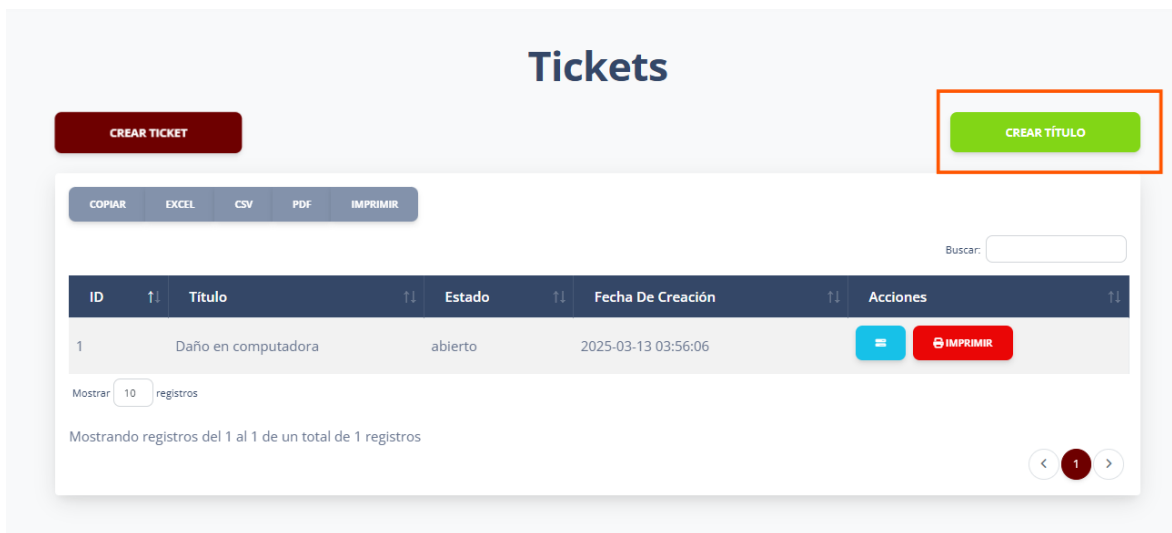 Tickets
CREAR TICKET
CREAR TÍTULO
COPIAR EXCEL CSV PDF IMPRIMIR
Buscar:
ID Título Estado Fecha De Creación Acciones
1 Daño en computadora abierto 2025-03-13 03:56:06 IMPRIMIR
Mostrar 10 registros
Mostrando registros del 1 al 1 de un total de 1 registros
1